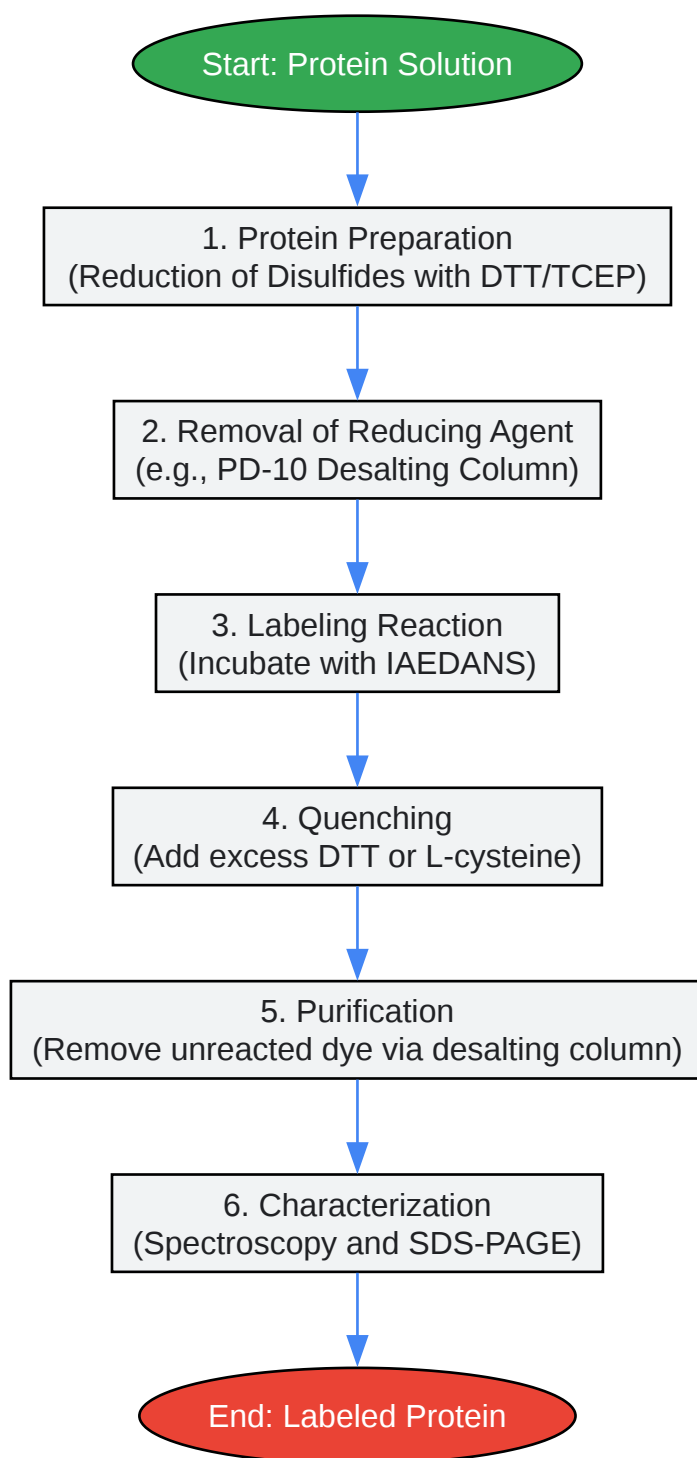 Start: Protein Solution
1. Protein Preparation
(Reduction of Disulfides with DTT/TCEP)
2. Removal of Reducing Agent
(e.g., PD-10 Desalting Column)
3. Labeling Reaction
(Incubate with IAEDANS)
4. Quenching
(Add excess DTT or L-cysteine)
5. Purification
(Remove unreacted dye via desalting column)
6. Characterization
(Spectroscopy and SDS-PAGE)
End: Labeled Protein